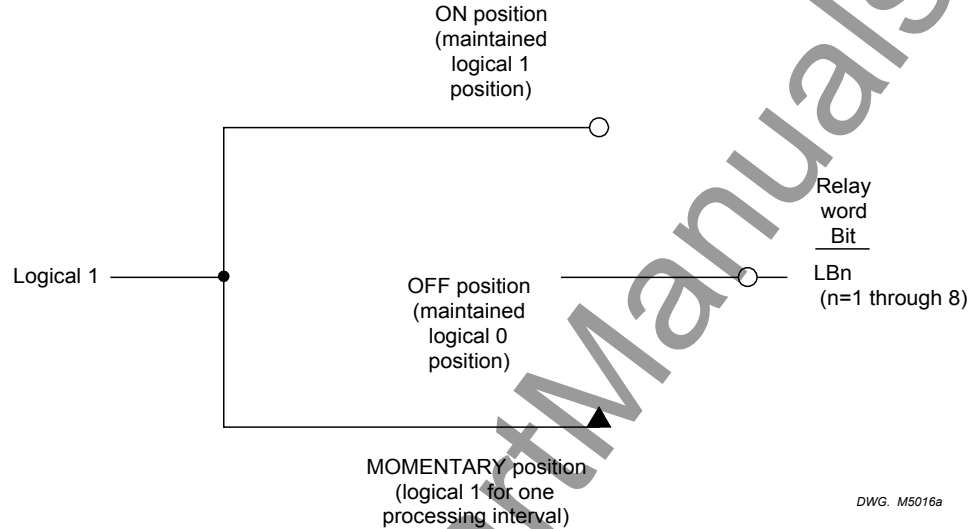 ON position
(maintained
logical 1
position)
Relay
word
Bit
Logical 1
LBn
(n=1 through 8)
OFF position
(maintained
logical 0
position)
MOMENTARY position
(logical 1 for one
processing interval)
DWG. M5016a
artManuals